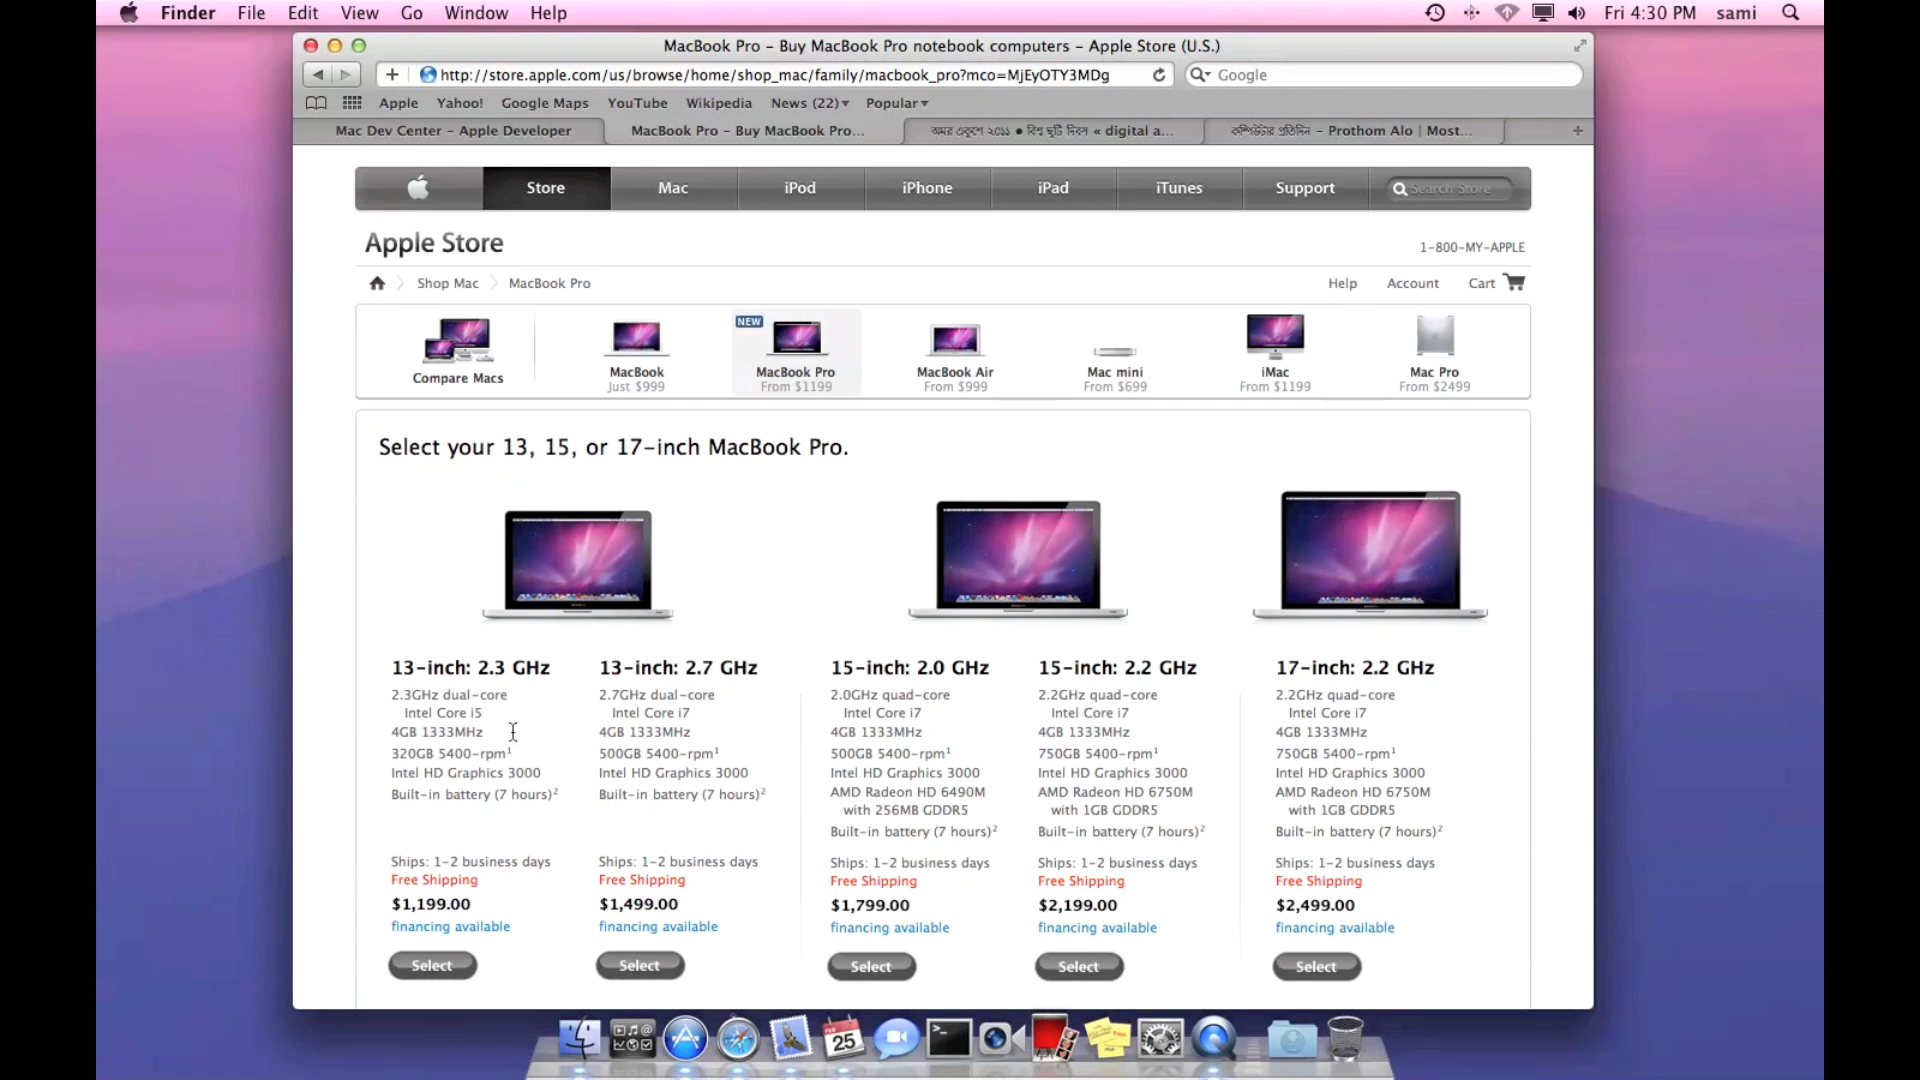 Finder File Edit View Go Window Help Fri 4:30 PM sami
MacBook Pro – Buy MacBook Pro notebook computers – Apple Store (U.S.)
http://store.apple.com/us/browse/home/shop_mac/family/macbook_pro?mco=MjEyOTY3MDg Google
Apple Yahoo! Google Maps YouTube Wikipedia News (22) Popular
Mac Dev Center – Apple Developer MacBook Pro – Buy MacBook Pro... অমর একুশে ২০১১ ● বিশ্ব ছুটি দিবস « digital a... কম্পিউটার প্রতিদিন – Prothom Alo | Most...
Store Mac iPod iPhone iPad iTunes Support Search Store
Apple Store
1-800-MY-APPLE
Shop Mac MacBook Pro Help Account Cart
NEW
Compare Macs
MacBook
Just $999
MacBook Pro
From $1199
MacBook Air
From $999
Mac mini
From $699
iMac
From $1199
Mac Pro
From $2499
Select your 13, 15, or 17-inch MacBook Pro.
13-inch: 2.3 GHz
2.3GHz dual-core
Intel Core i5
4GB 1333MHz
320GB 5400-rpm¹
Intel HD Graphics 3000
Built-in battery (7 hours)²
Ships: 1-2 business days
Free Shipping
$1,199.00
financing available
Select
13-inch: 2.7 GHz
2.7GHz dual-core
Intel Core i7
4GB 1333MHz
500GB 5400-rpm¹
Intel HD Graphics 3000
Built-in battery (7 hours)²
Ships: 1-2 business days
Free Shipping
$1,499.00
financing available
Select
15-inch: 2.0 GHz
2.0GHz quad-core
Intel Core i7
4GB 1333MHz
500GB 5400-rpm¹
Intel HD Graphics 3000
AMD Radeon HD 6490M
with 256MB GDDR5
Built-in battery (7 hours)²
Ships: 1-2 business days
Free Shipping
$1,799.00
financing available
Select
15-inch: 2.2 GHz
2.2GHz quad-core
Intel Core i7
4GB 1333MHz
750GB 5400-rpm¹
Intel HD Graphics 3000
AMD Radeon HD 6750M
with 1GB GDDR5
Built-in battery (7 hours)²
Ships: 1-2 business days
Free Shipping
$2,199.00
financing available
Select
17-inch: 2.2 GHz
2.2GHz quad-core
Intel Core i7
4GB 1333MHz
750GB 5400-rpm¹
Intel HD Graphics 3000
AMD Radeon HD 6750M
with 1GB GDDR5
Built-in battery (7 hours)²
Ships: 1-2 business days
Free Shipping
$2,499.00
financing available
Select
FEB
25